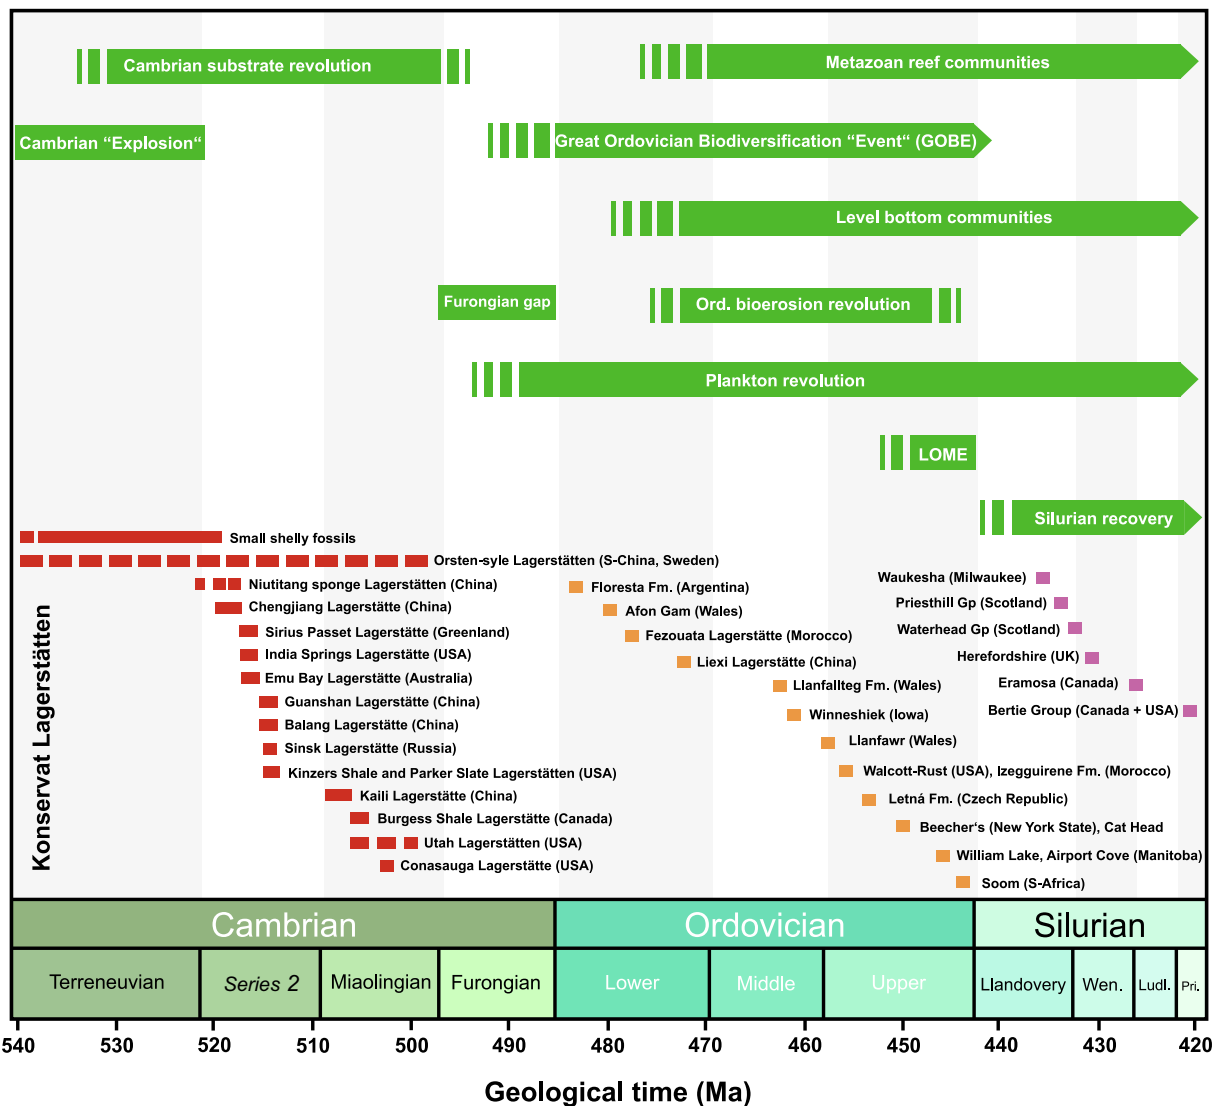 Cambrian substrate revolution
Metazoan reef communities
Cambrian “Explosion“
Great Ordovician Biodiversification “Event“ (GOBE)
Level bottom communities
Furongian gap
Ord. bioerosion revolution
Plankton revolution
LOME
Silurian recovery
Konservat Lagerstätten
Small shelly fossils
Orsten-syle Lagerstätten (S-China, Sweden)
Niutitang sponge Lagerstätten (China)
Chengjiang Lagerstätte (China)
Sirius Passet Lagerstätte (Greenland)
India Springs Lagerstätte (USA)
Emu Bay Lagerstätte (Australia)
Guanshan Lagerstätte (China)
Balang Lagerstätte (China)
Sinsk Lagerstätte (Russia)
Kinzers Shale and Parker Slate Lagerstätten (USA)
Kaili Lagerstätte (China)
Burgess Shale Lagerstätte (Canada)
Utah Lagerstätten (USA)
Conasauga Lagerstätte (USA)
Floresta Fm. (Argentina)
Afon Gam (Wales)
Fezouata Lagerstätte (Morocco)
Liexi Lagerstätte (China)
Llanfallteg Fm. (Wales)
Winneshiek (Iowa)
Llanfawr (Wales)
Walcott-Rust (USA), Izegguirene Fm. (Morocco)
Letná Fm. (Czech Republic)
Beecher‘s (New York State), Cat Head
William Lake, Airport Cove (Manitoba)
Soom (S-Africa)
Waukesha (Milwaukee)
Priesthill Gp (Scotland)
Waterhead Gp (Scotland)
Herefordshire (UK)
Eramosa (Canada)
Bertie Group (Canada + USA)
Cambrian
Ordovician
Silurian
Terreneuvian
Series 2
Miaolingian
Furongian
Lower
Middle
Upper
Llandovery
Wen.
Ludl.
Pri.
540 530 520 510 500 490 480 470 460 450 440 430 420
Geological time (Ma)